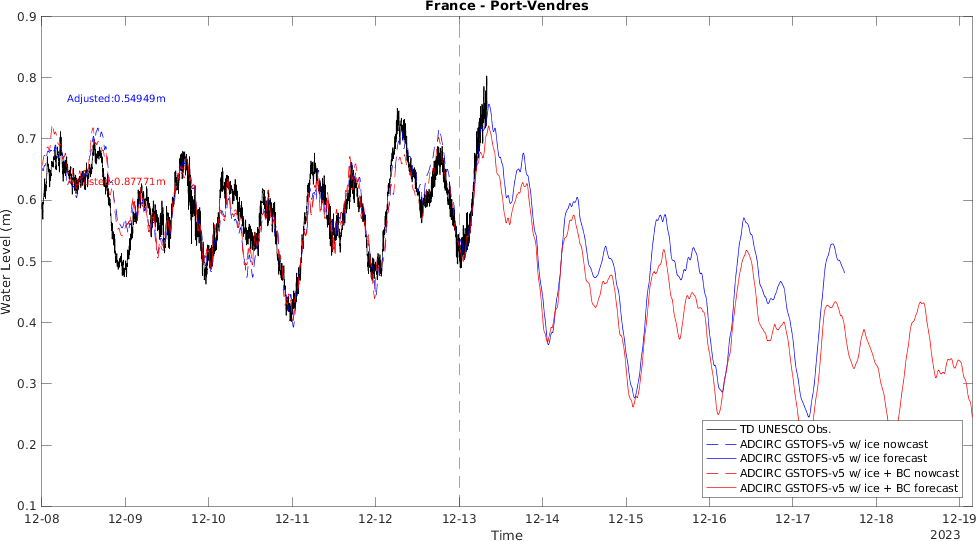 France - Port-Vendres
0.9
0.8
0.7
0.6
0.5
0.4
0.3
0.2
0.1
Water Level (m)
Adjusted:0.54949m
Adjusted:0.87771m
TD UNESCO Obs.
ADCIRC GSTOFS-v5 w/ ice nowcast
ADCIRC GSTOFS-v5 w/ ice forecast
ADCIRC GSTOFS-v5 w/ ice + BC nowcast
ADCIRC GSTOFS-v5 w/ ice + BC forecast
12-08 12-09 12-10 12-11 12-12 12-13 12-14 12-15 12-16 12-17 12-18 12-19
Time
2023